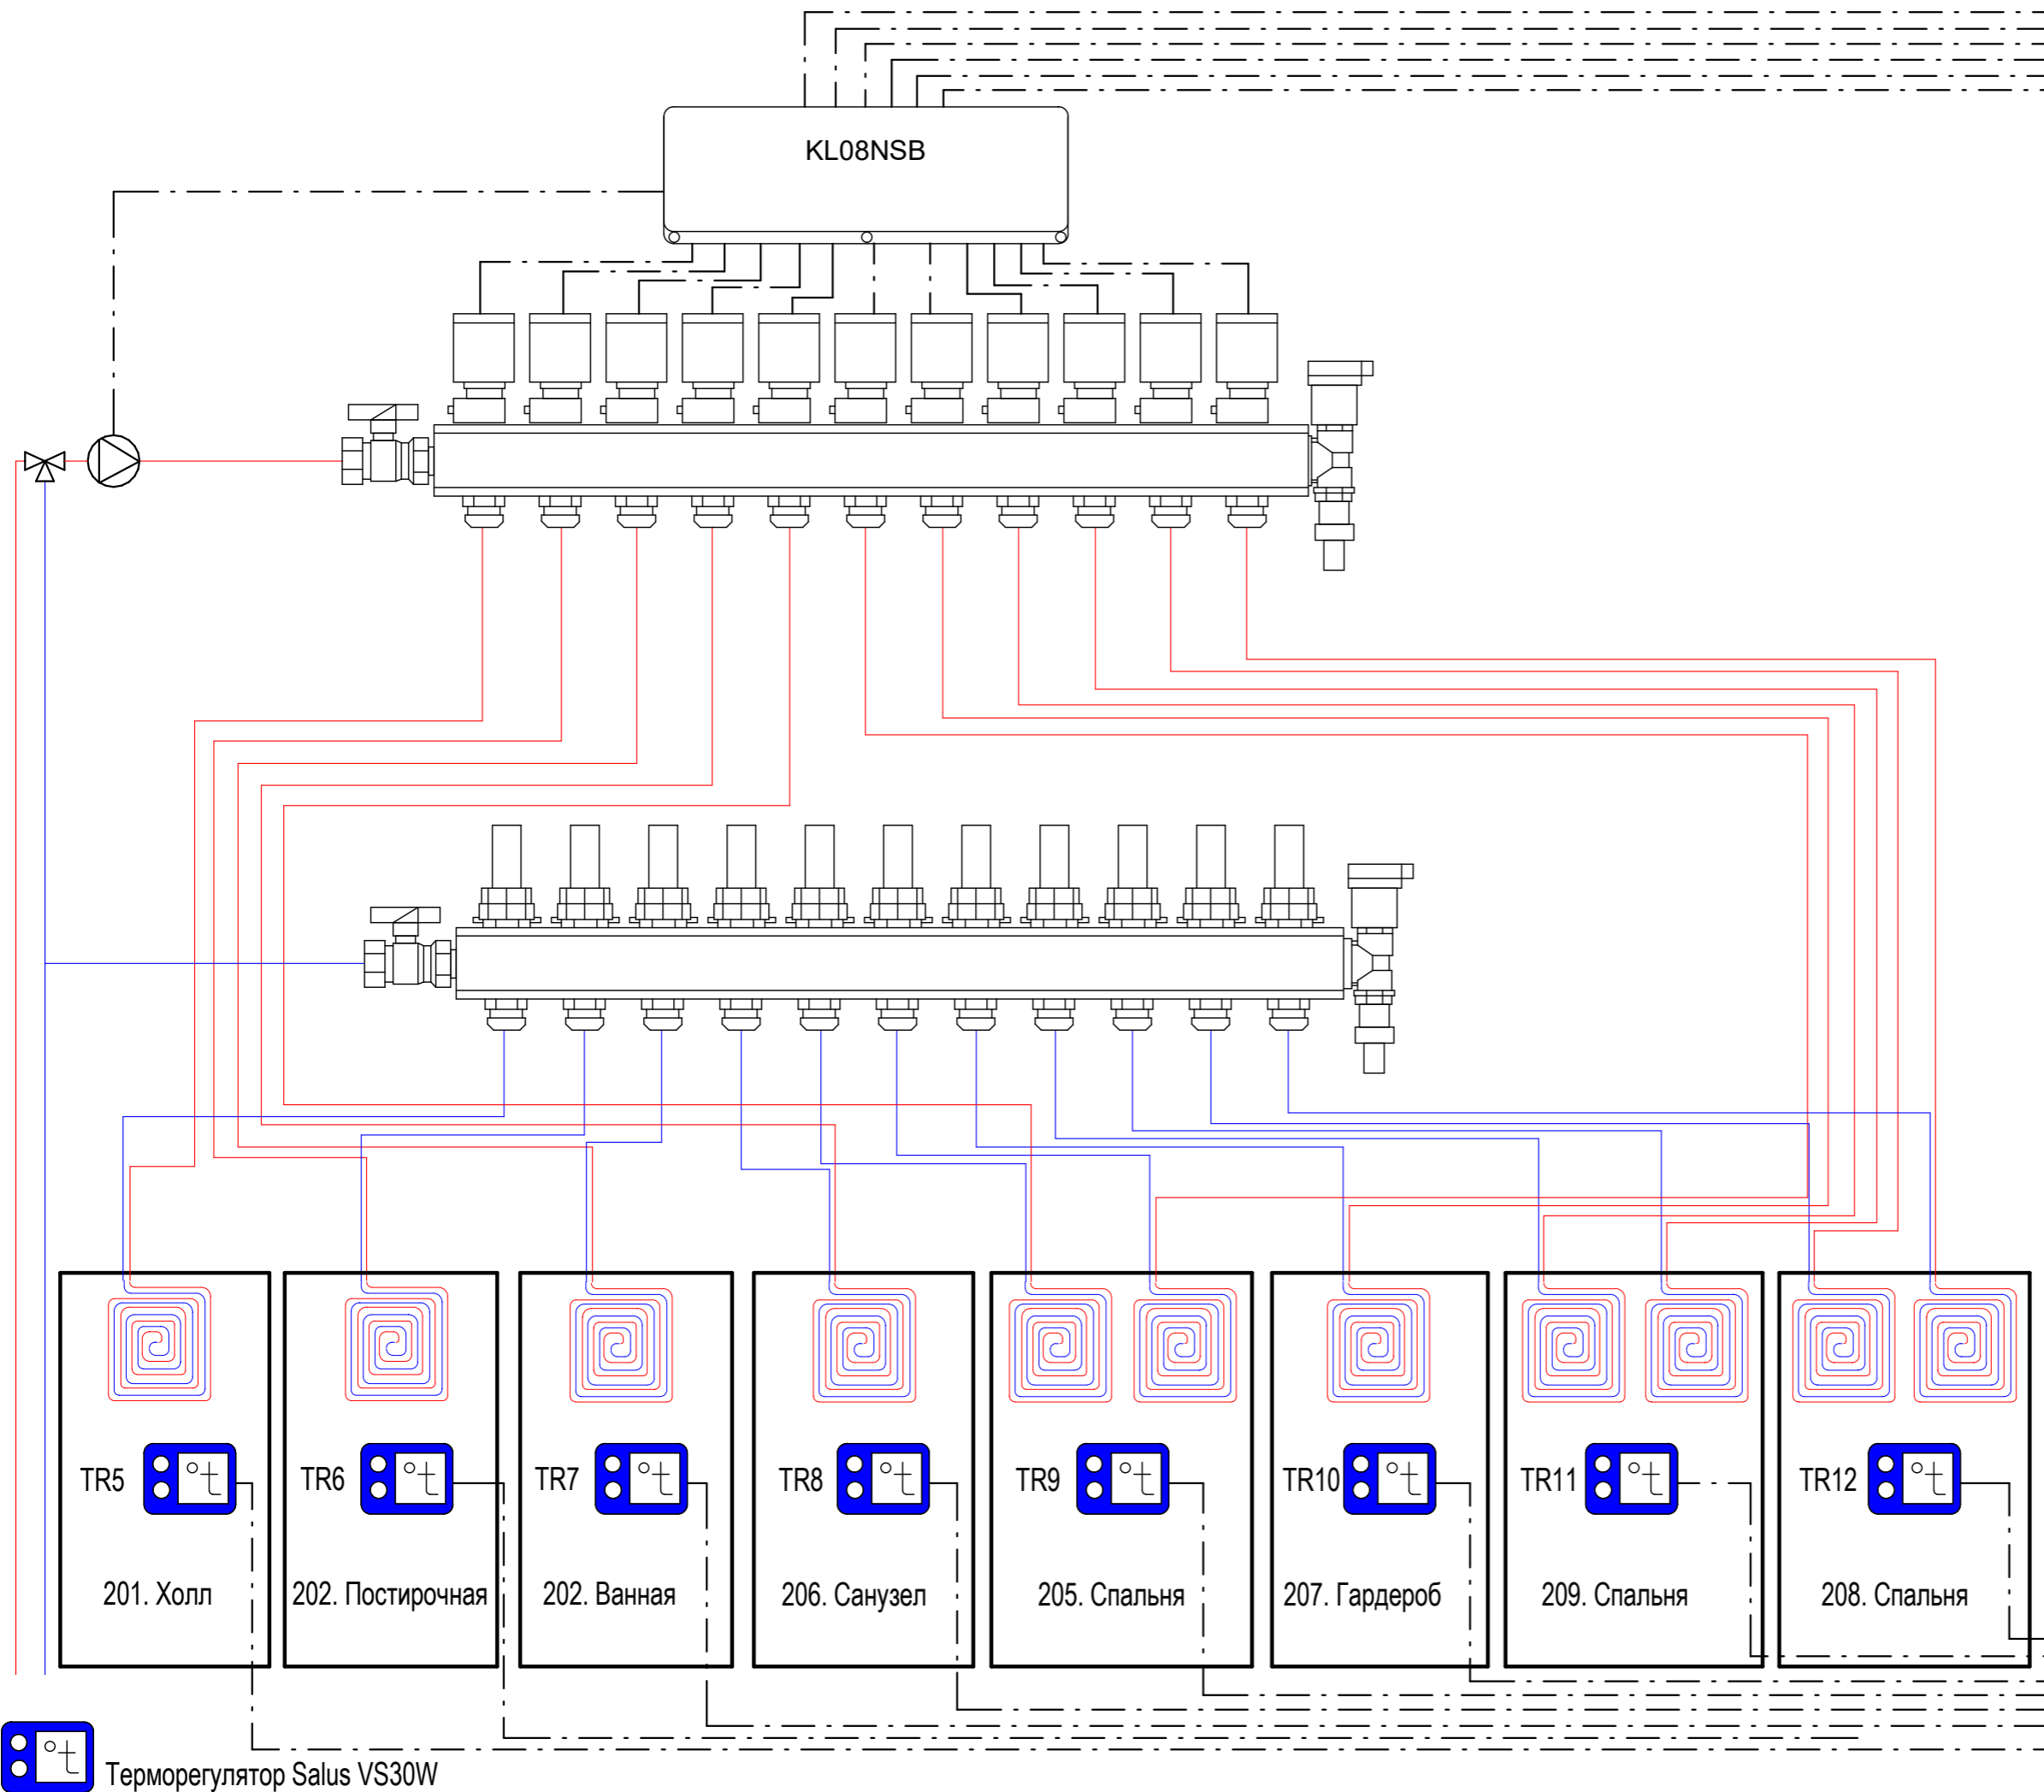 KL08NSB
TR5
TR6
TR7
TR8
TR9
TR10
TR11
TR12
°t
°t
°t
°t
°t
°t
°t
°t
201. Холл
202. Постирочная
202. Ванная
206. Санузел
205. Спальня
207. Гардероб
209. Спальня
208. Спальня
°t
Терморегулятор Salus VS30W